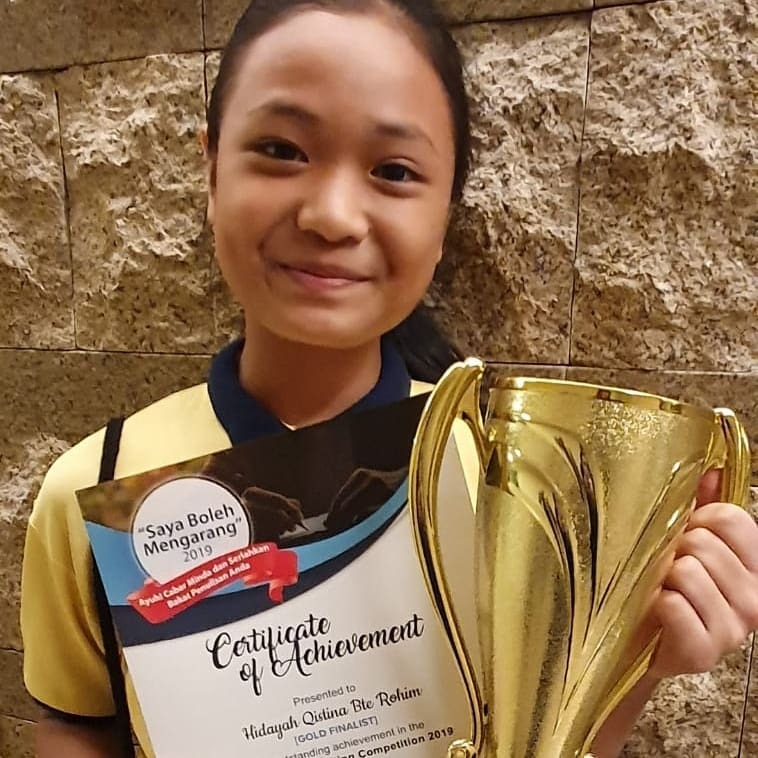 "Saya Boleh
Mengarang"
2019
Ayuh! Cabar Minda dan Serlahkan
Bakat Penulisan Anda
Certificate
of Achievement
Presented to
Hidayah Qistina Bte Rohim
[GOLD FINALIST]
outstanding achievement in the
Competition 2019